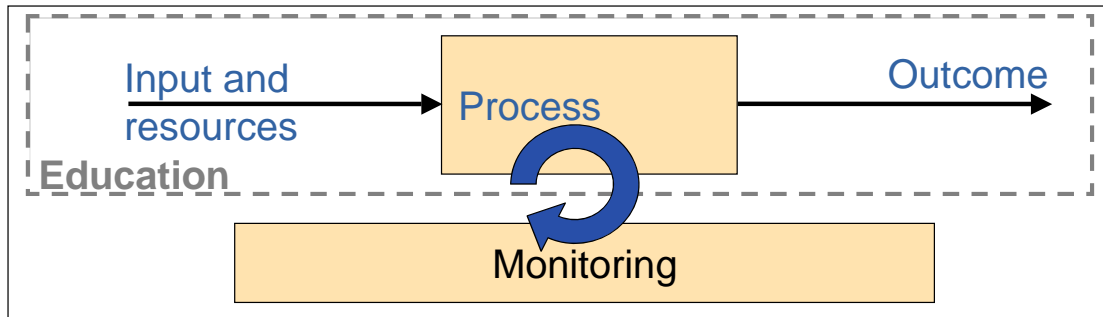 Input and
resources
Process
Outcome
Education
Monitoring